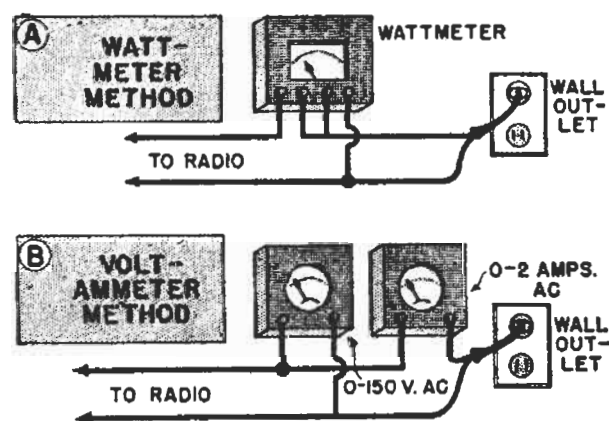 A
WATT-
METER
METHOD
WATTMETER
WALL
OUT-
LET
TO RADIO
B
VOLT-
AMMETER
METHOD
0-2 AMPS.
AC
WALL
OUT-
LET
0-150 V. AC
TO RADIO